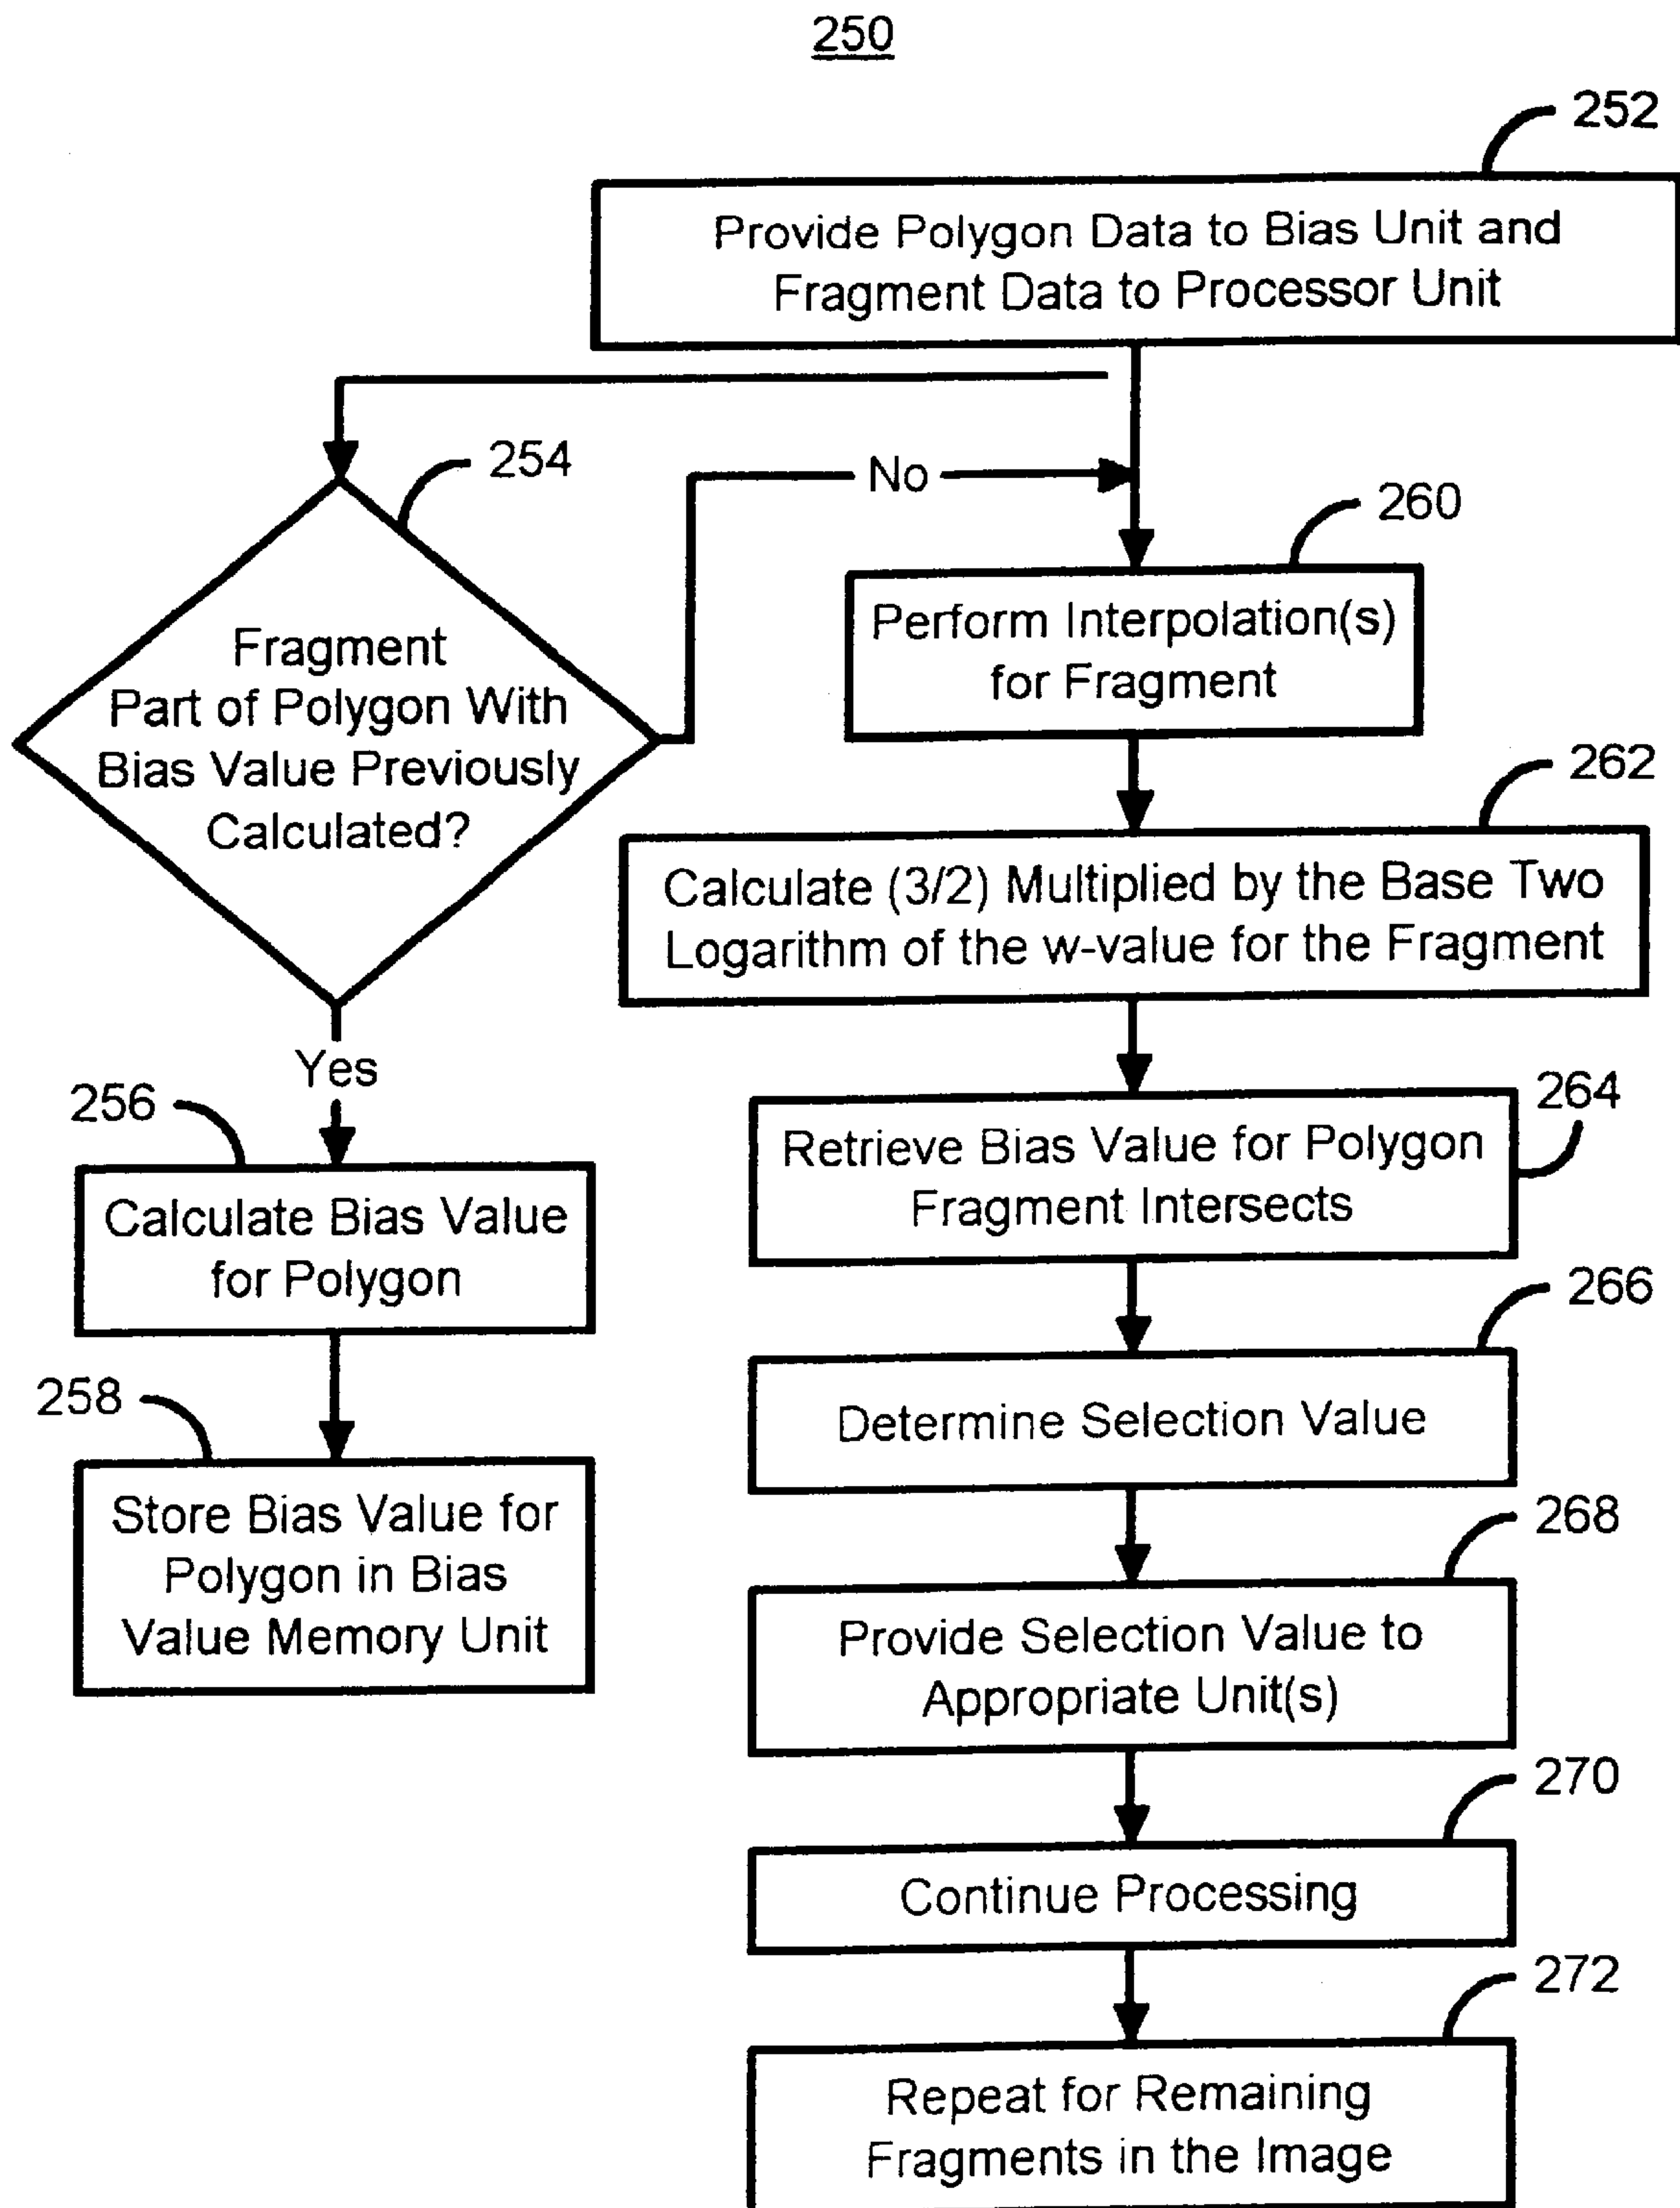 250
252
Provide Polygon Data to Bias Unit and
Fragment Data to Processor Unit
254
No
260
Fragment
Part of Polygon With
Bias Value Previously
Calculated?
Perform Interpolation(s)
for Fragment
262
Calculate (3/2) Multiplied by the Base Two
Logarithm of the w-value for the Fragment
Yes
256
Calculate Bias Value
for Polygon
264
Retrieve Bias Value for Polygon
Fragment Intersects
258
Store Bias Value for
Polygon in Bias
Value Memory Unit
266
Determine Selection Value
268
Provide Selection Value to
Appropriate Unit(s)
270
Continue Processing
272
Repeat for Remaining
Fragments in the Image